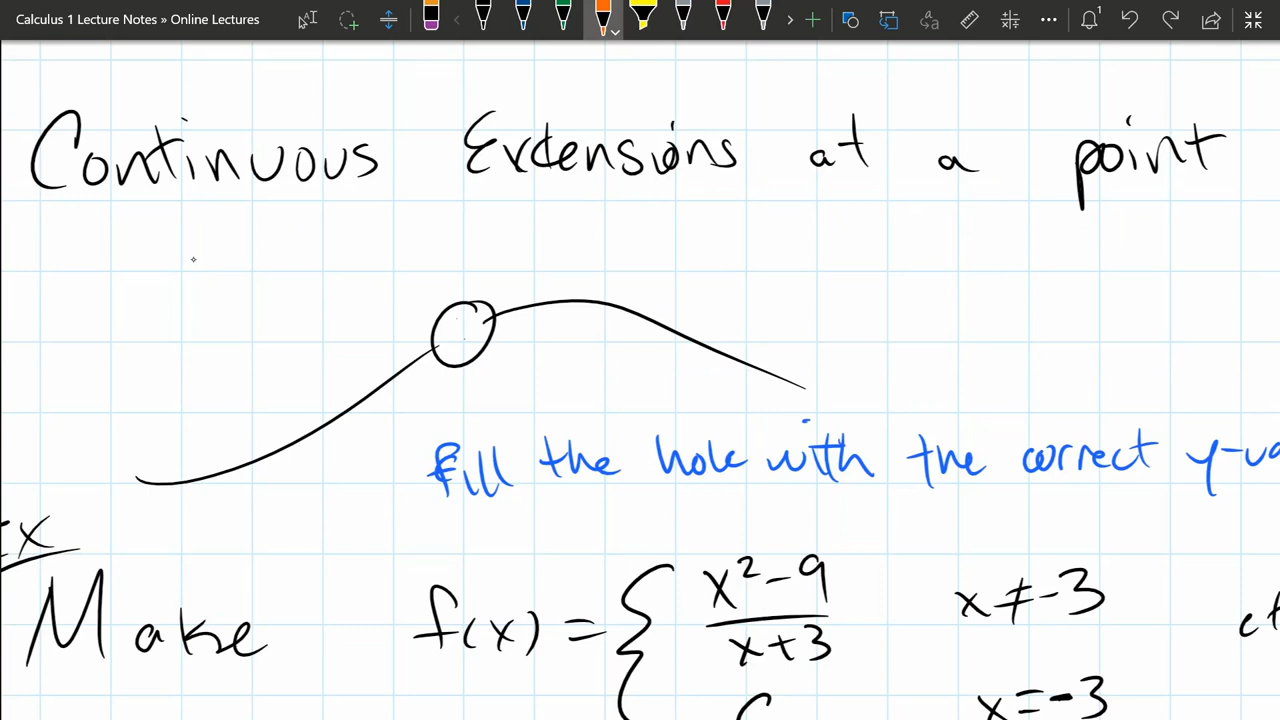 Calculus 1 Lecture Notes » Online Lectures
Continuous Extensions at a point
fill the hole with the correct y-va
Ex
Make f(x) = { x² - 9 / x + 3 x ≠ -3
x = -3